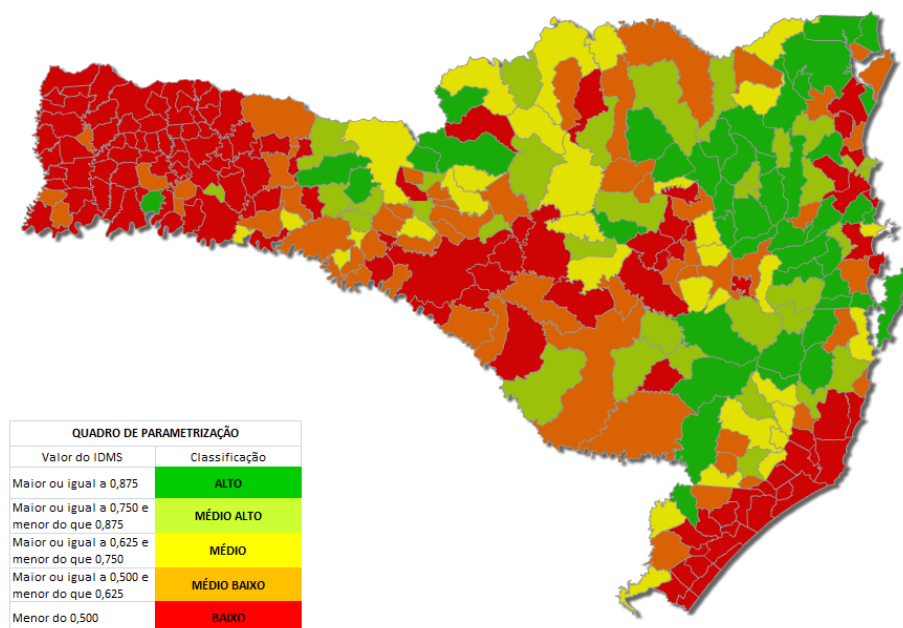 QUADRO DE PARAMETRIZAÇÃO
Valor do IDMS Classificação
Maior ou igual a 0,875 ALTO
Maior ou igual a 0,750 e
menor do que 0,875 MÉDIO ALTO
Maior ou igual a 0,625 e
menor do que 0,750 MÉDIO
Maior ou igual a 0,500 e
menor do que 0,625 MÉDIO BAIXO
Menor do 0,500 BAIXO